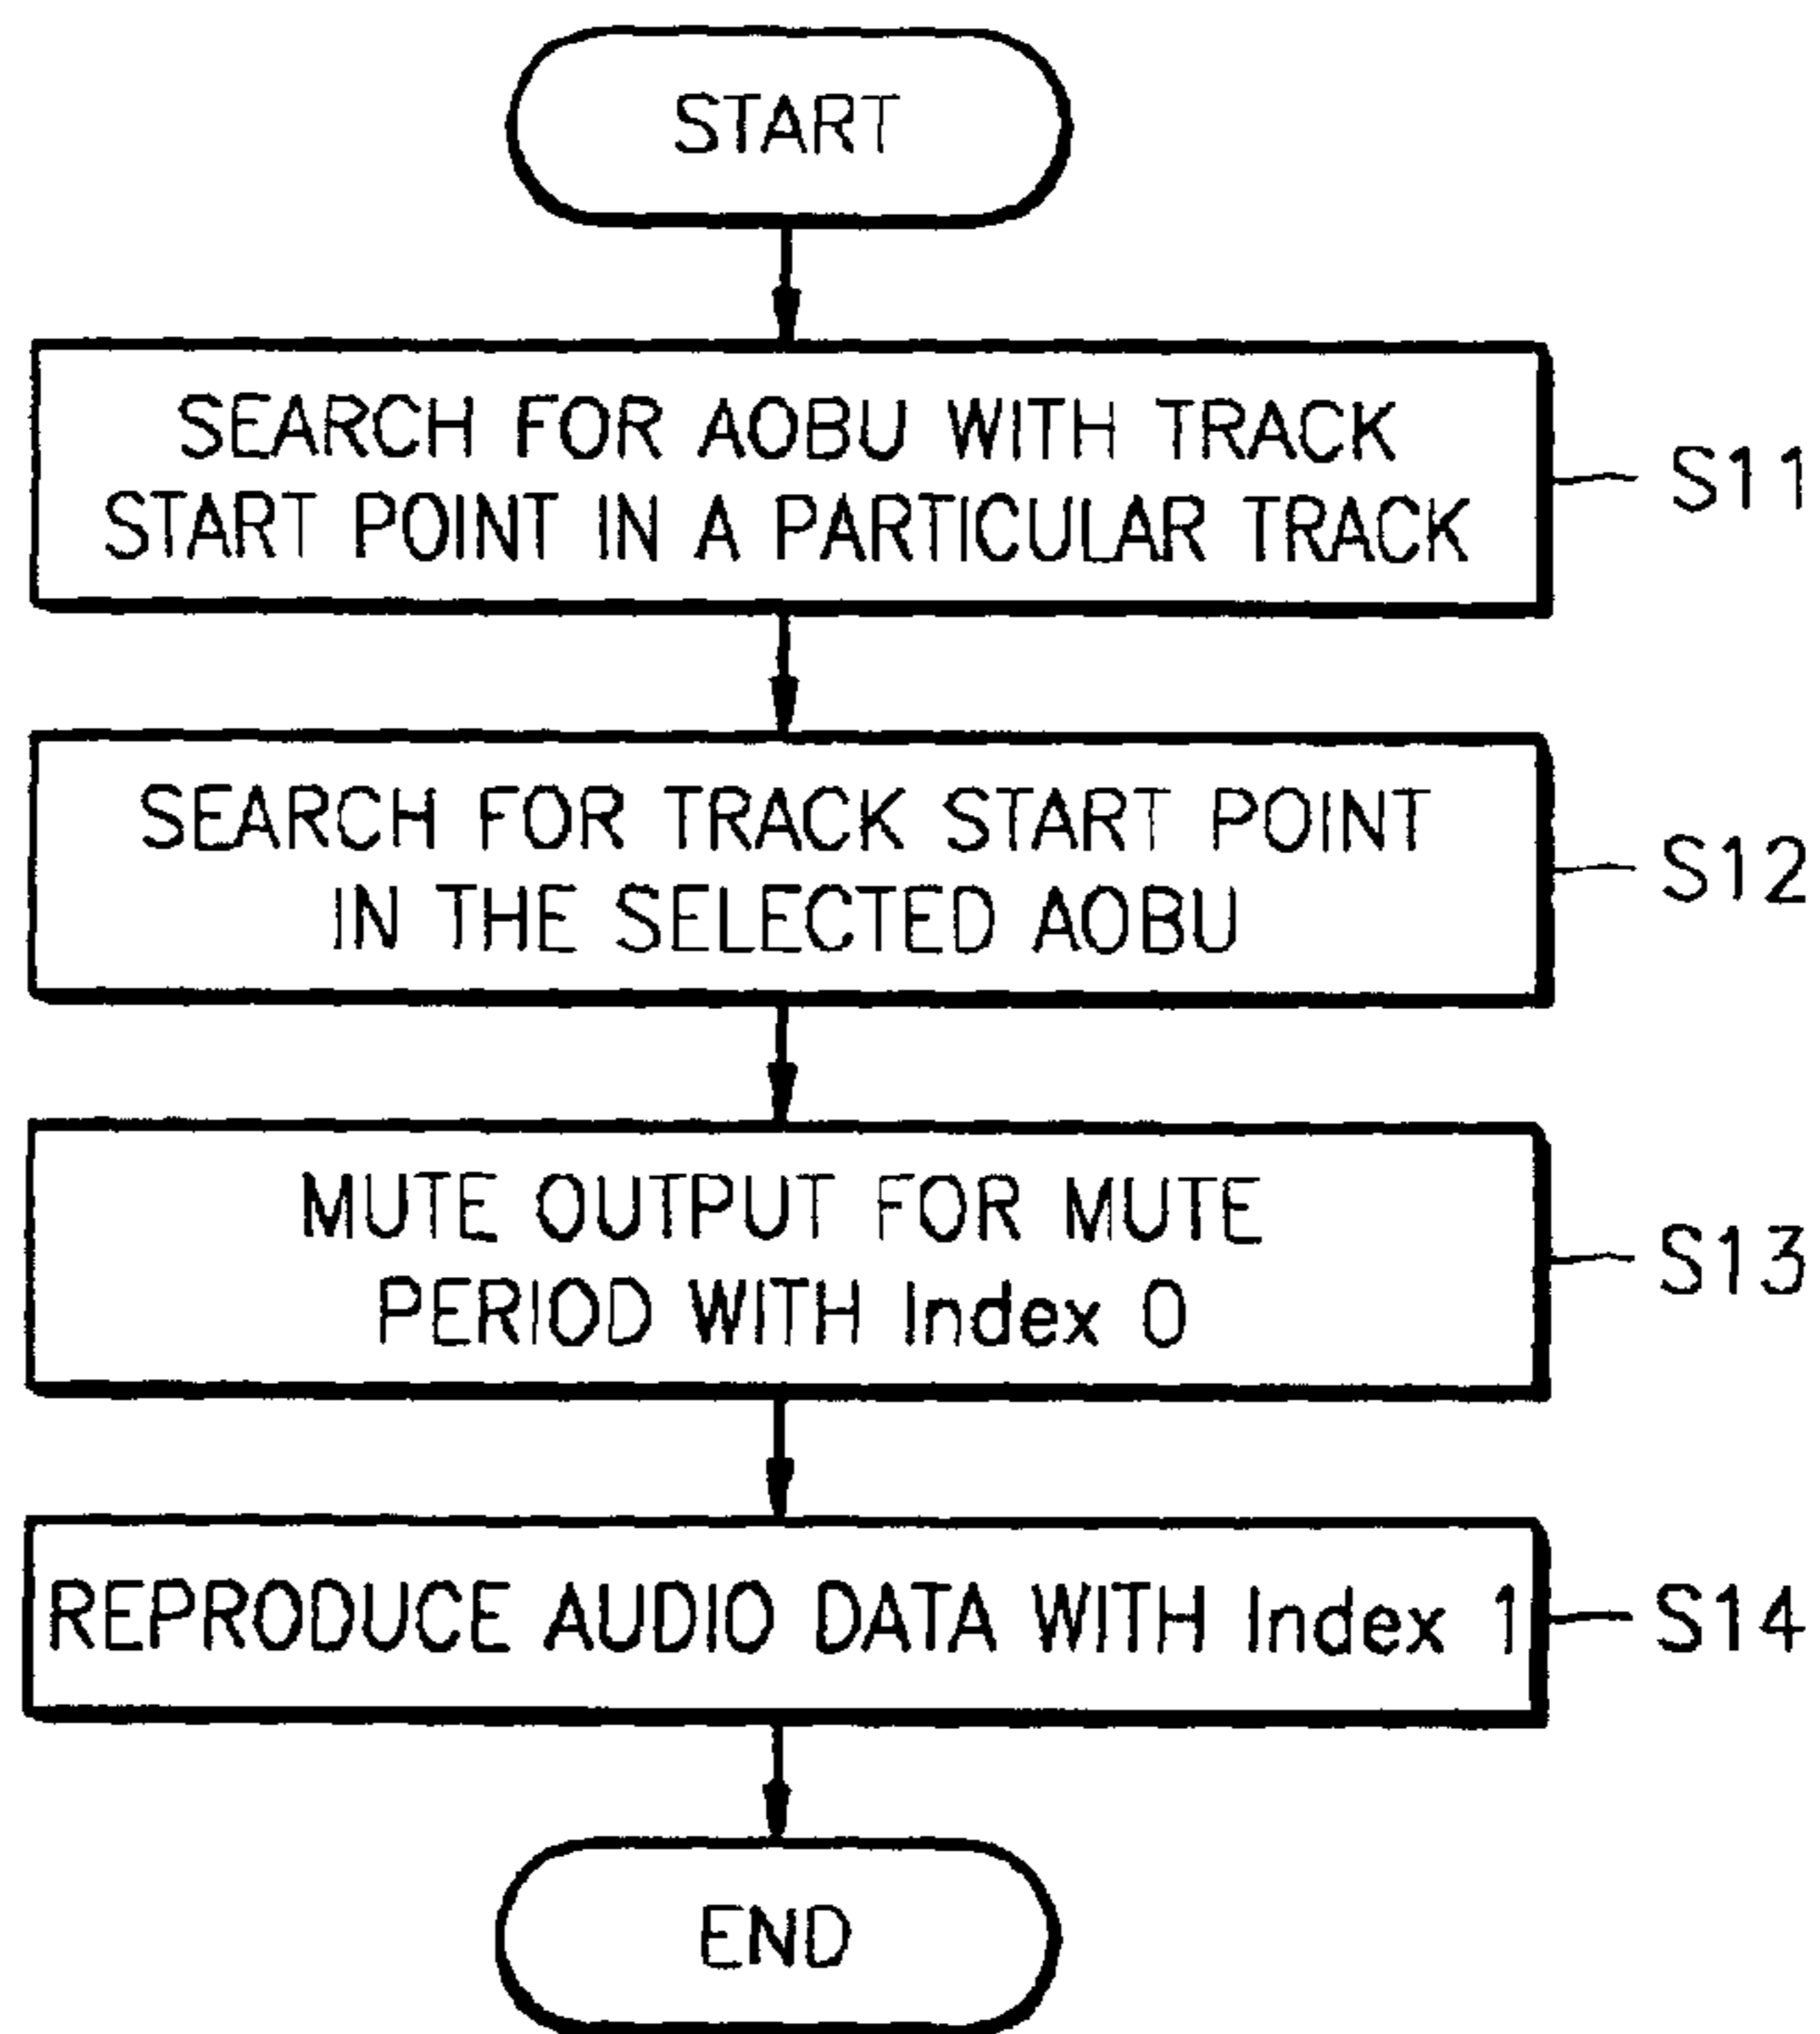 START
SEARCH FOR AOBU WITH TRACK
START POINT IN A PARTICULAR TRACK
S11
SEARCH FOR TRACK START POINT
IN THE SELECTED AOBU
S12
MUTE OUTPUT FOR MUTE
PERIOD WITH Index 0
S13
REPRODUCE AUDIO DATA WITH Index 1
S14
END